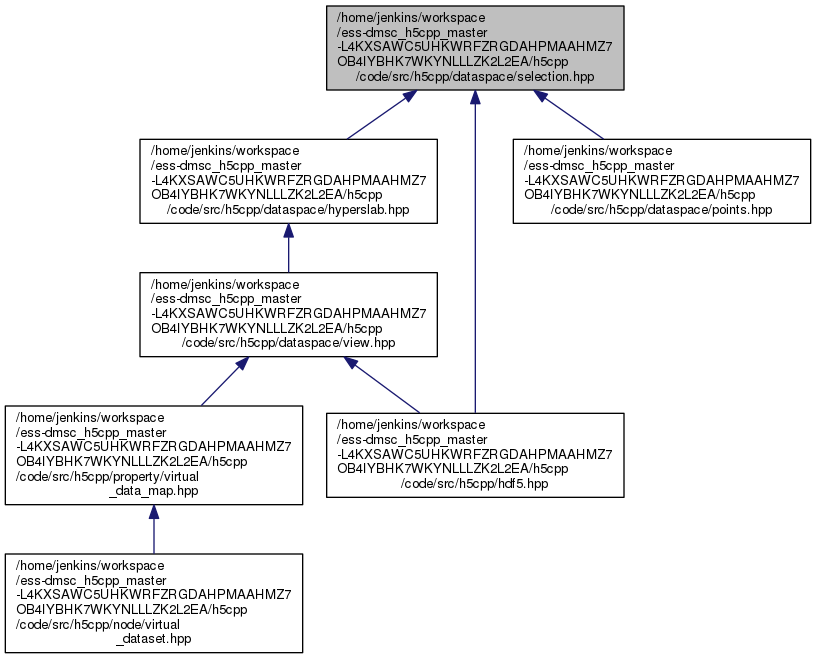 /home/jenkins/workspace
/ess-dmsc_h5cpp_master
-L4KXSAWC5UHKWRFZRGDAHPMAAHMZ7
OB4IYBHK7WKYNLLLZK2L2EA/h5cpp
/code/src/h5cpp/dataspace/selection.hpp
/home/jenkins/workspace
/ess-dmsc_h5cpp_master
-L4KXSAWC5UHKWRFZRGDAHPMAAHMZ7
OB4IYBHK7WKYNLLLZK2L2EA/h5cpp
/code/src/h5cpp/dataspace/hyperslab.hpp
/home/jenkins/workspace
/ess-dmsc_h5cpp_master
-L4KXSAWC5UHKWRFZRGDAHPMAAHMZ7
OB4IYBHK7WKYNLLLZK2L2EA/h5cpp
/code/src/h5cpp/dataspace/points.hpp
/home/jenkins/workspace
/ess-dmsc_h5cpp_master
-L4KXSAWC5UHKWRFZRGDAHPMAAHMZ7
OB4IYBHK7WKYNLLLZK2L2EA/h5cpp
/code/src/h5cpp/dataspace/view.hpp
/home/jenkins/workspace
/ess-dmsc_h5cpp_master
-L4KXSAWC5UHKWRFZRGDAHPMAAHMZ7
OB4IYBHK7WKYNLLLZK2L2EA/h5cpp
/code/src/h5cpp/property/virtual
_data_map.hpp
/home/jenkins/workspace
/ess-dmsc_h5cpp_master
-L4KXSAWC5UHKWRFZRGDAHPMAAHMZ7
OB4IYBHK7WKYNLLLZK2L2EA/h5cpp
/code/src/h5cpp/hdf5.hpp
/home/jenkins/workspace
/ess-dmsc_h5cpp_master
-L4KXSAWC5UHKWRFZRGDAHPMAAHMZ7
OB4IYBHK7WKYNLLLZK2L2EA/h5cpp
/code/src/h5cpp/node/virtual
_dataset.hpp